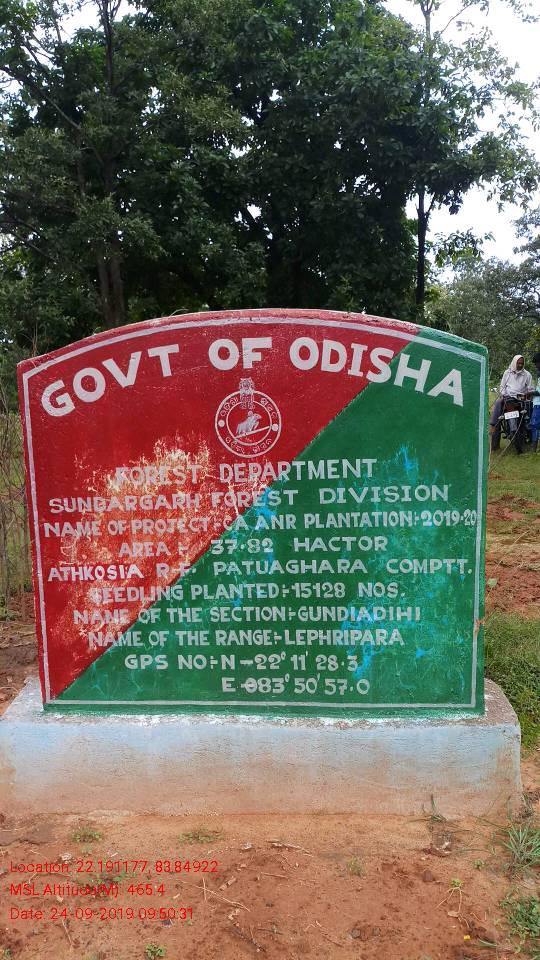 GOVT OF ODISHA
FOREST DEPARTMENT
SUNDARGARH FOREST DIVISION
NAME OF PROTECT:-CA ANR PLANTATION:-2019-20
AREA :- 37.82 HACTOR
ATHKOSIA R.F. PATUAGHARA COMPTT.
SEEDLING PLANTED:-15128 NOS.
NAME OF THE SECTION:-GUNDIADIHI
NAME OF THE RANGE:-LEPHRIPARA
GPS NO:-N-22° 11' 28.3
E-083° 50' 57.0
Location: 22.191177, 83.84922
MSL Altitude(M): 465.4
Date: 24-09-2019 09:50:31